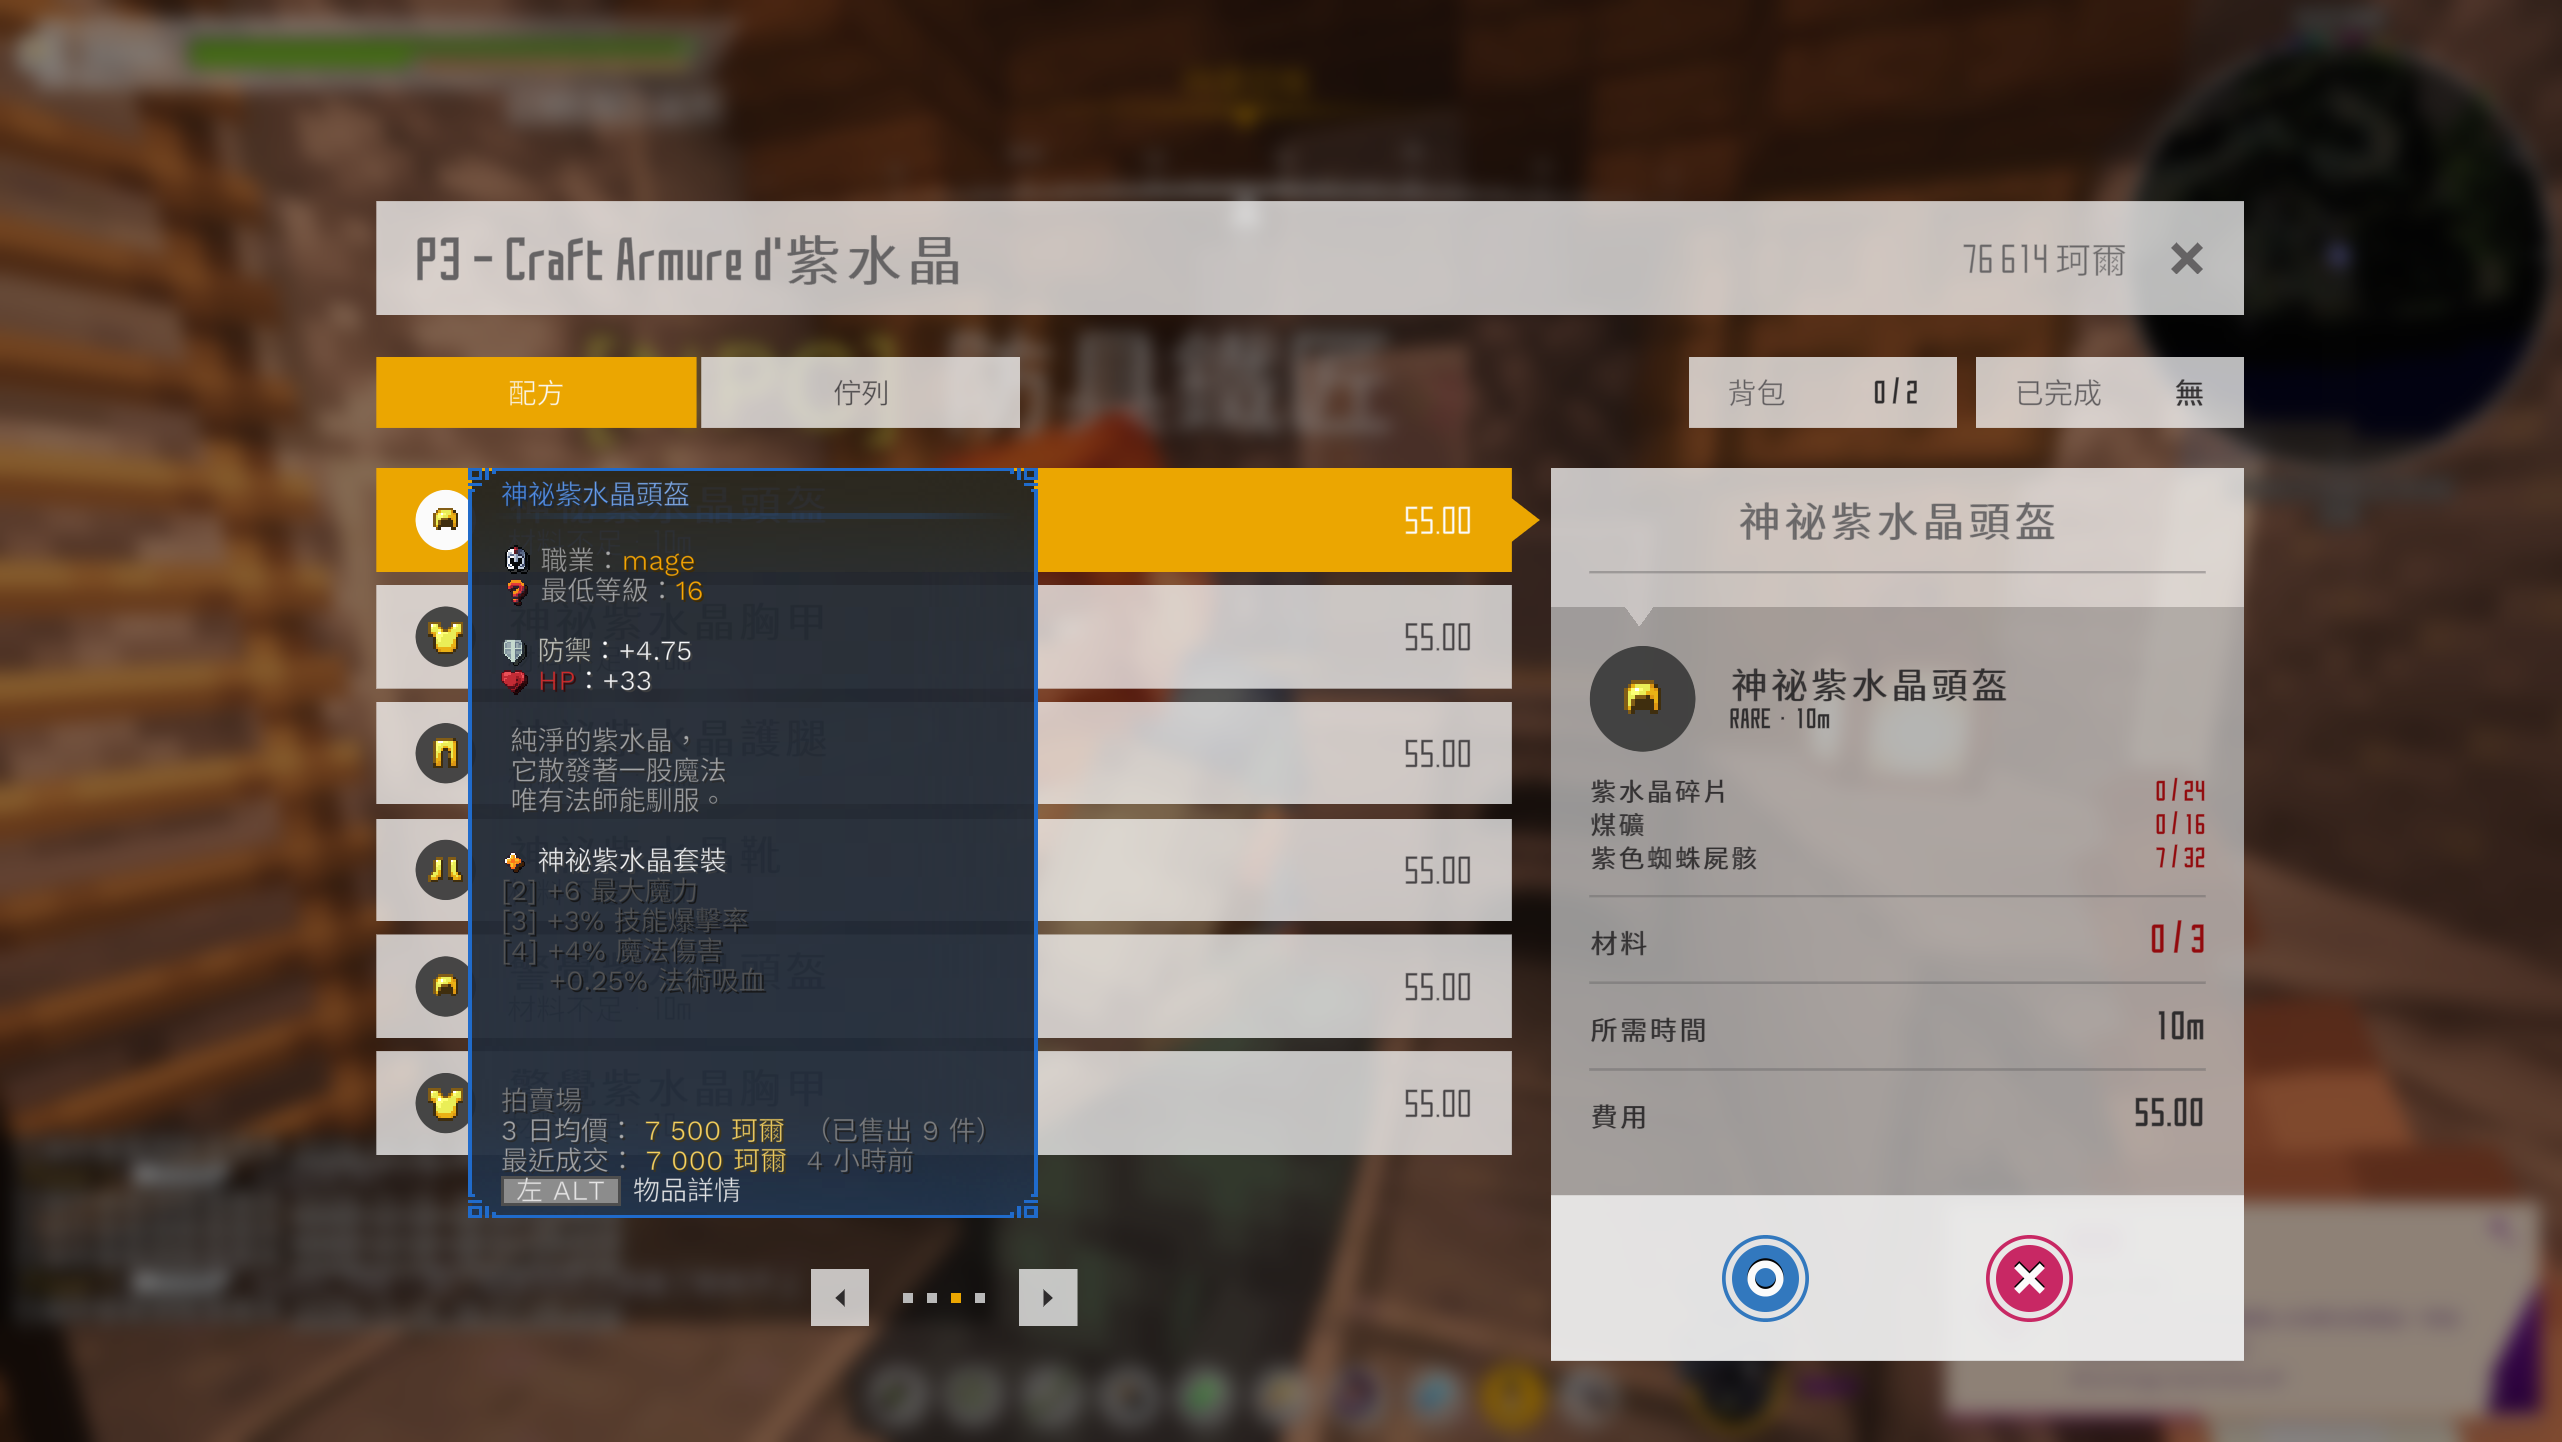 P3 - Craft Armure d'紫水晶
76 614 珂爾
配方
佇列
背包 0/2
已完成 無
神祕紫水晶頭盔
職業：mage
最低等級：16
防禦：+4.75
HP：+33
純淨的紫水晶，
它散發著一股魔法
唯有法師能馴服。
神祕紫水晶套裝
[2] +6 最大魔力
[3] +3% 技能爆擊率
[4] +4% 魔法傷害
+0.25% 法術吸血
拍賣場
3 日均價： 7 500 珂爾 （已售出 9 件）
最近成交： 7 000 珂爾 4 小時前
左 ALT 物品詳情
55.00
55.00
55.00
55.00
55.00
55.00
神祕紫水晶頭盔
神祕紫水晶頭盔
RARE · 10m
紫水晶碎片 0/24
煤礦 0/16
紫色蜘蛛屍骸 7/32
材料 0/3
所需時間 10m
費用 55.00